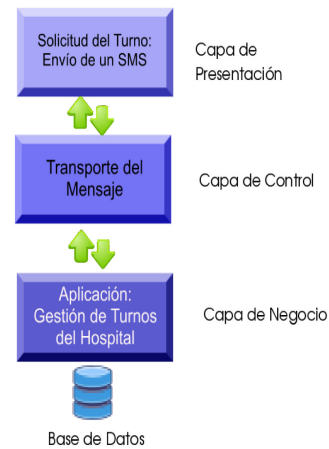 Solicitud del Turno:
Envío de un SMS
Capa de
Presentación
Transporte del
Mensaje
Capa de Control
Aplicación:
Gestión de Turnos
del Hospital
Capa de Negocio
Base de Datos